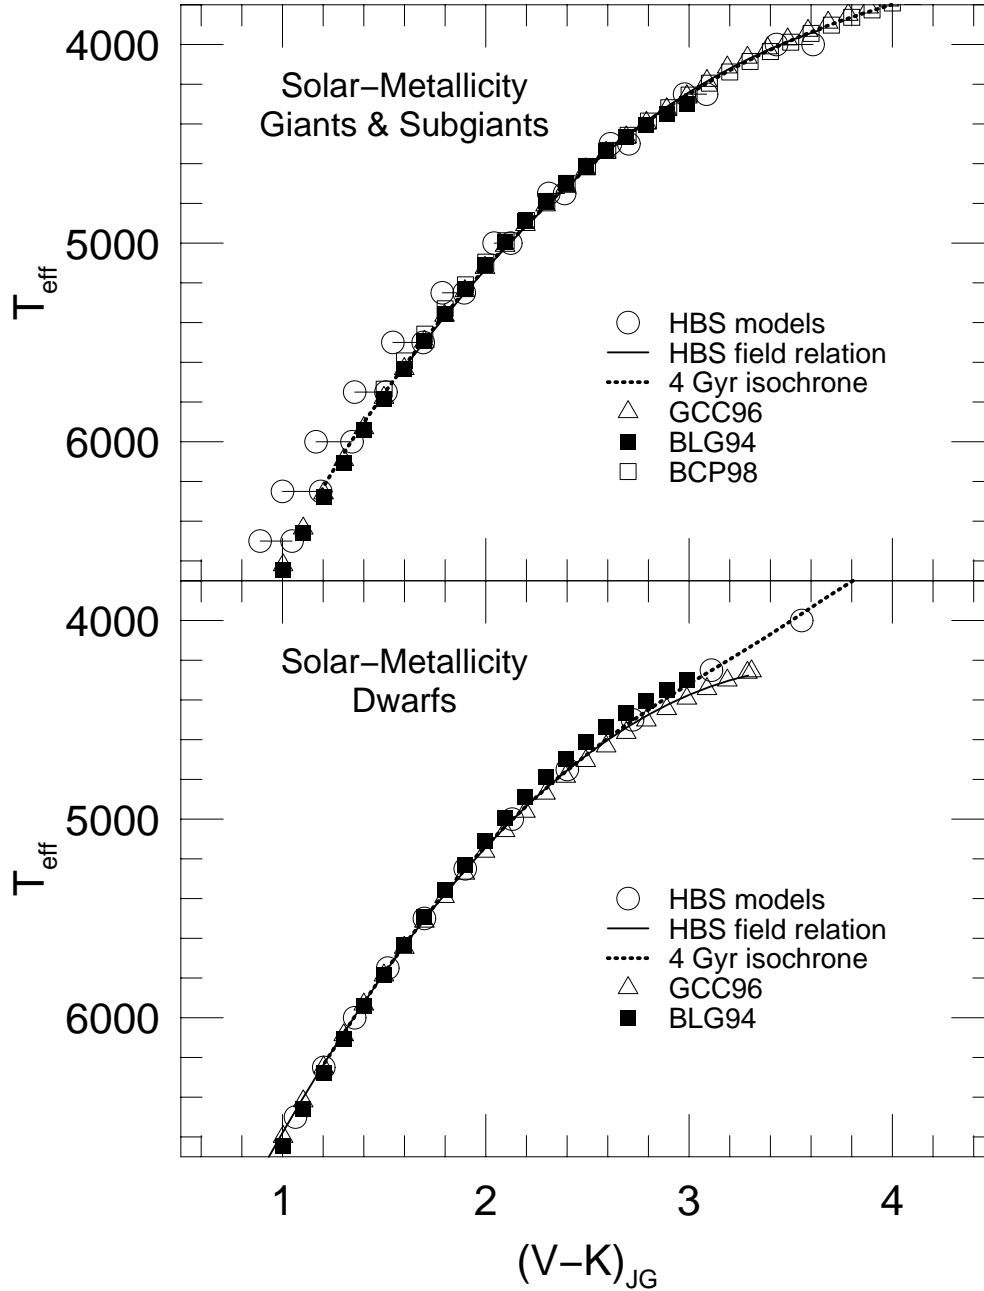 4000
5000
6000
T_eff
Solar−Metallicity
Giants & Subgiants
HBS models
HBS field relation
4 Gyr isochrone
GCC96
BLG94
BCP98
4000
5000
6000
T_eff
Solar−Metallicity
Dwarfs
HBS models
HBS field relation
4 Gyr isochrone
GCC96
BLG94
1 2 3 4
(V−K)_JG